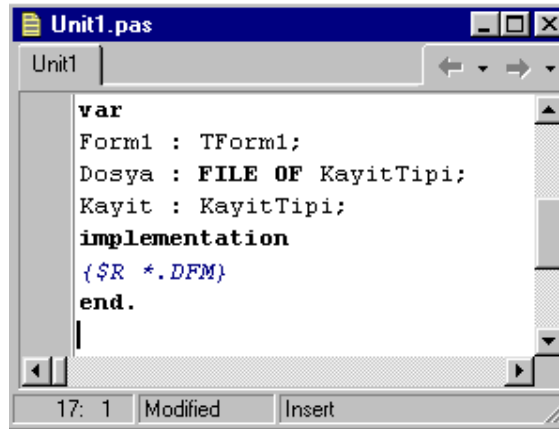 Unit1.pas
Unit1
var
Form1 : TForm1;
Dosya : FILE OF KayitTipi;
Kayit : KayitTipi;
implementation
{$R *.DFM}
end.
17: 1 Modified Insert